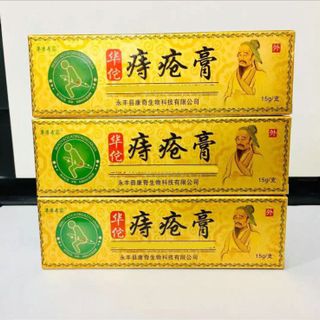 华佗
痔疮膏
外
永丰县康奇生物科技有限公司
15g/支
华佗
痔疮膏
外
永丰县康奇生物科技有限公司
15g/支
华佗
痔疮膏
外
永丰县康奇生物科技有限公司
15g/支